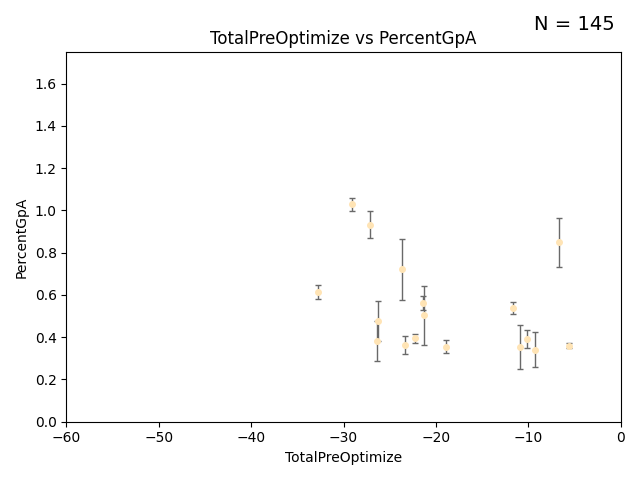 N = 145
TotalPreOptimize vs PercentGpA
1.6
1.4
1.2
1.0
0.8
0.6
0.4
0.2
0.0
PercentGpA
−60 −50 −40 −30 −20 −10 0
TotalPreOptimize